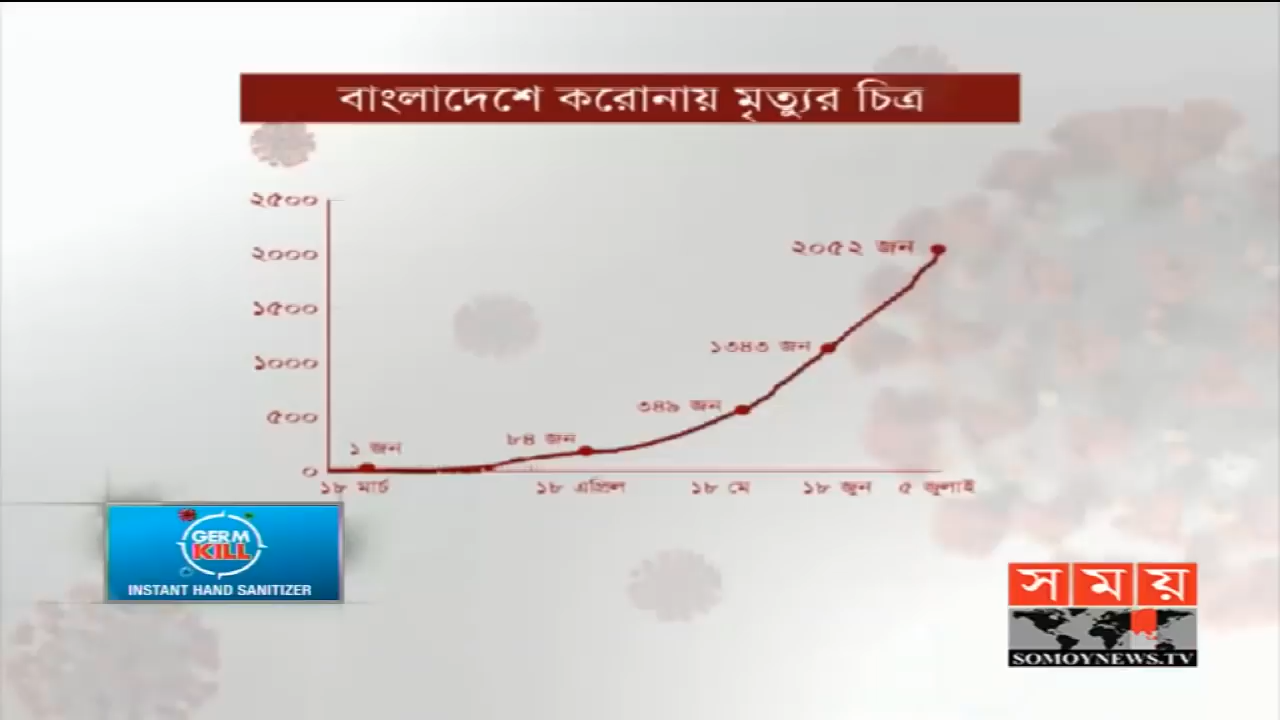 বাংলাদেশে করোনায় মৃত্যুর চিত্র
২৫০০
২০০০
১৫০০
১০০০
৫০০
০
১ জন
৮৪ জন
৩৪৯ জন
১৩৪৩ জন
২০৫২ জন
১৮ মার্চ
১৮ এপ্রিল
১৮ মে
১৮ জুন
৫ জুলাই
GERM
KILL
INSTANT HAND SANITIZER
সময়
SOMOYNEWS.TV